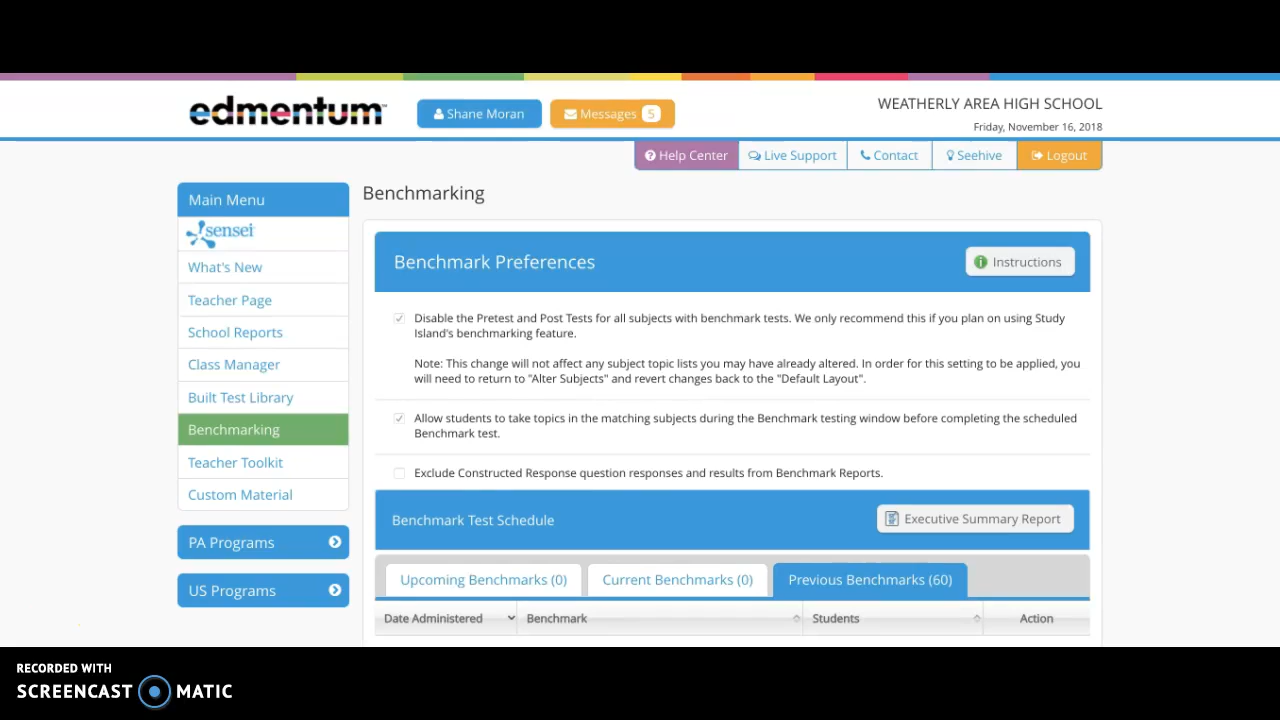 edmentum™
Shane Moran
Messages 5
WEATHERLY AREA HIGH SCHOOL
Friday, November 16, 2018
Help Center
Live Support
Contact
Seehive
Logout
Main Menu
sensei
What's New
Teacher Page
School Reports
Class Manager
Built Test Library
Benchmarking
Teacher Toolkit
Custom Material
PA Programs
US Programs
Benchmarking
Benchmark Preferences
Instructions
Disable the Pretest and Post Tests for all subjects with benchmark tests. We only recommend this if you plan on using Study
Island's benchmarking feature.
Note: This change will not affect any subject topic lists you may have already altered. In order for this setting to be applied, you
will need to return to "Alter Subjects" and revert changes back to the "Default Layout".
Allow students to take topics in the matching subjects during the Benchmark testing window before completing the scheduled
Benchmark test.
Exclude Constructed Response question responses and results from Benchmark Reports.
Benchmark Test Schedule
Executive Summary Report
Upcoming Benchmarks (0)
Current Benchmarks (0)
Previous Benchmarks (60)
Date Administered
Benchmark
Students
Action
RECORDED WITH
SCREENCAST MATIC